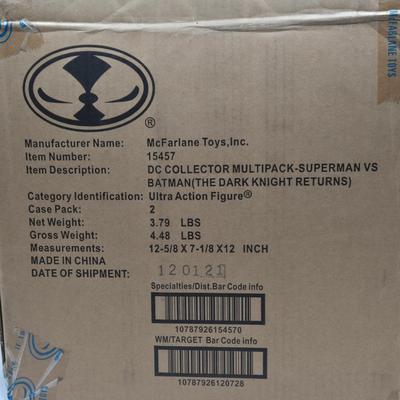 McFARLANE TOYS
®
Manufacturer Name: McFarlane Toys,Inc.
Item Number: 15457
Item Description: DC COLLECTOR MULTIPACK-SUPERMAN VS
BATMAN(THE DARK KNIGHT RETURNS)
Category Identification: Ultra Action Figure®
Case Pack: 2
Net Weight: 3.79 LBS
Gross Weight: 4.48 LBS
Measurements: 12-5/8 X 7-1/8 X12 INCH
MADE IN CHINA
DATE OF SHIPMENT: 120121
Specialties/Dist.Bar Code info
10787926154570
WM/TARGET Bar Code info
10787926120728